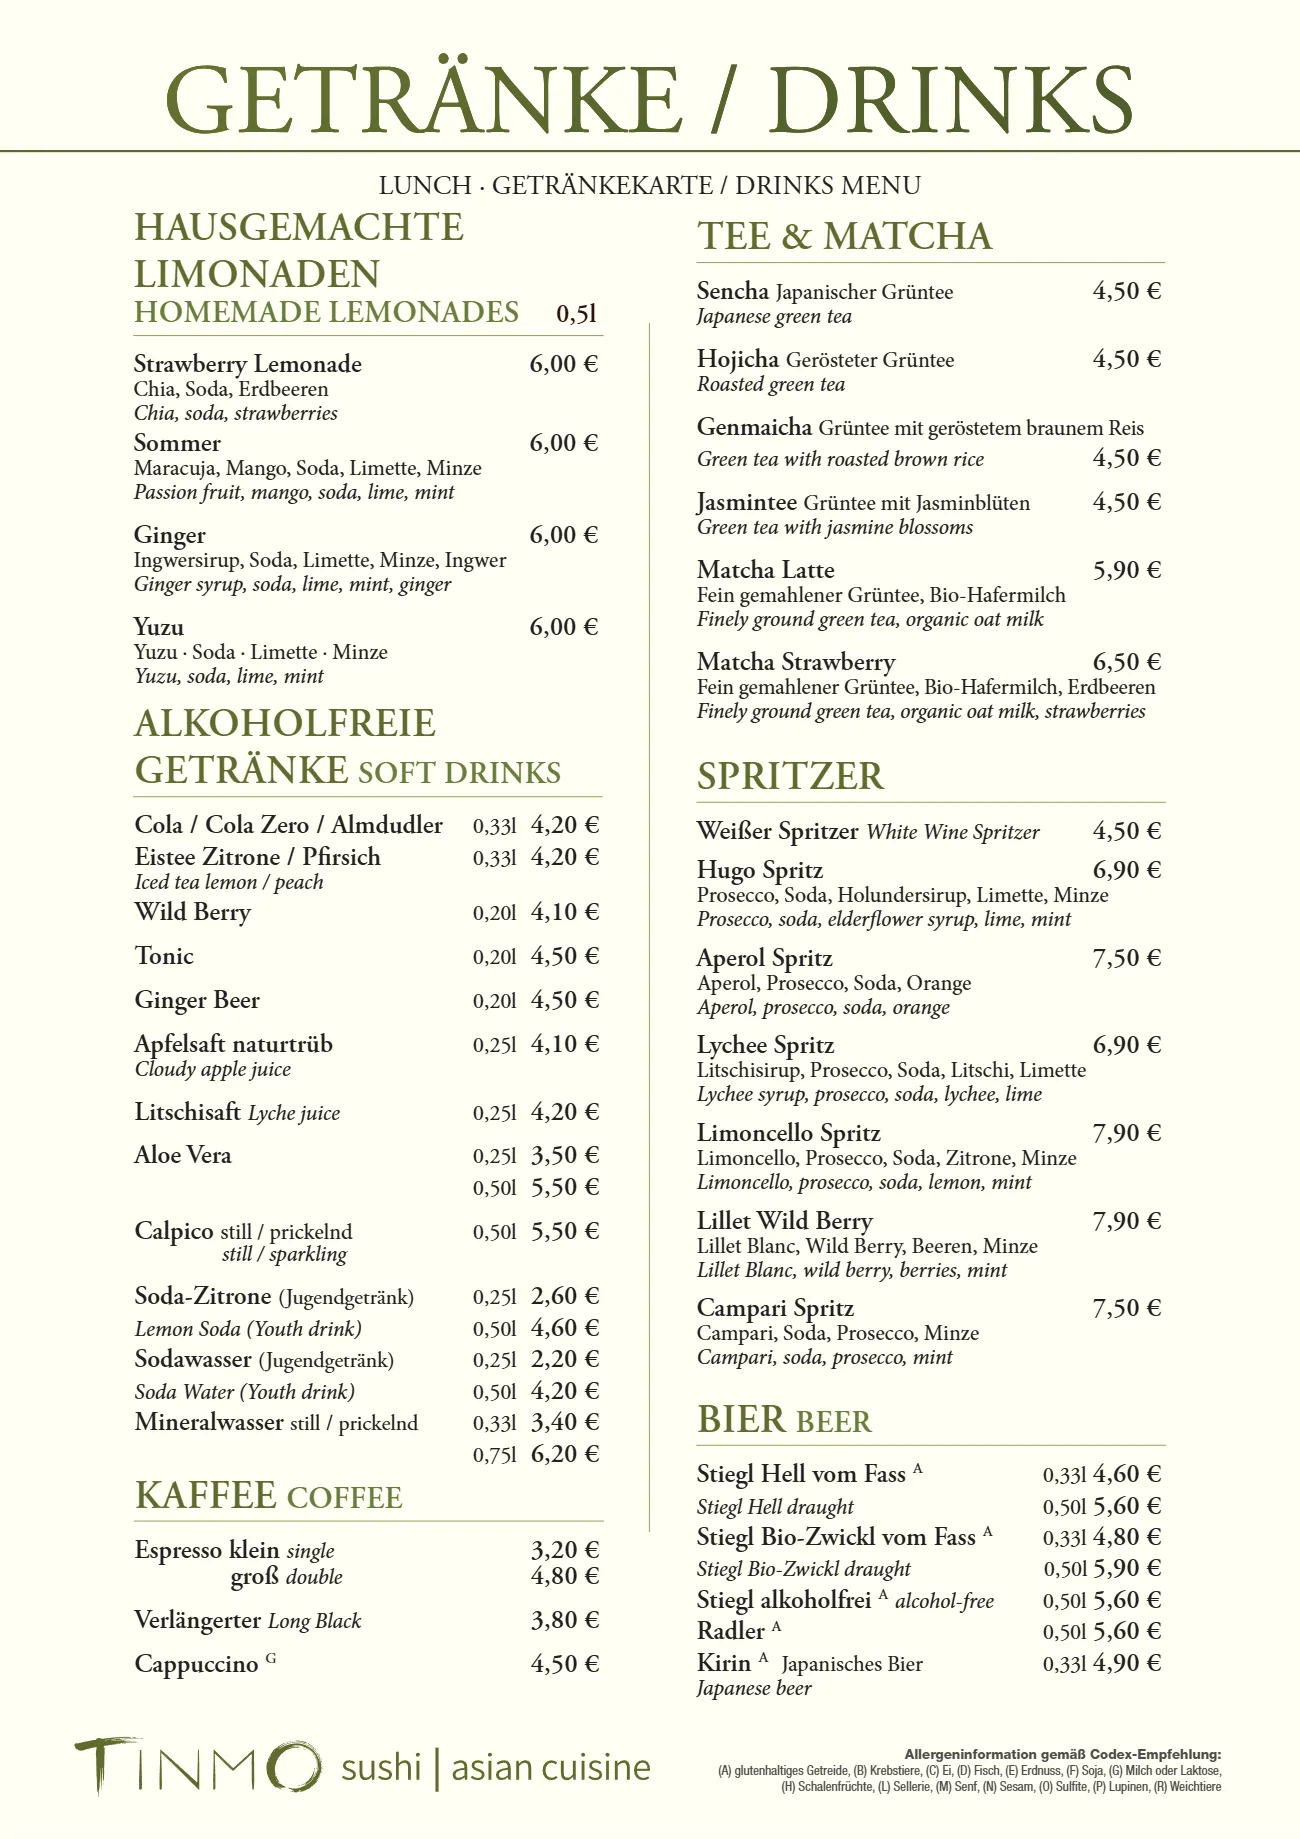 GETRÄNKE / DRINKS
LUNCH · GETRÄNKEKARTE / DRINKS MENU
HAUSGEMACHTE
LIMONADEN
HOMEMADE LEMONADES 0,5l
Strawberry Lemonade 6,00 €
Chia, Soda, Erdbeeren
Chia, soda, strawberries
Sommer 6,00 €
Maracuja, Mango, Soda, Limette, Minze
Passion fruit, mango, soda, lime, mint
Ginger 6,00 €
Ingwersirup, Soda, Limette, Minze, Ingwer
Ginger syrup, soda, lime, mint, ginger
Yuzu 6,00 €
Yuzu · Soda · Limette · Minze
Yuzu, soda, lime, mint
ALKOHOLFREIE
GETRÄNKE SOFT DRINKS
Cola / Cola Zero / Almdudler 0,33l 4,20 €
Eistee Zitrone / Pfirsich 0,33l 4,20 €
Iced tea lemon / peach
Wild Berry 0,20l 4,10 €
Tonic 0,20l 4,50 €
Ginger Beer 0,20l 4,50 €
Apfelsaft naturtrüb 0,25l 4,10 €
Cloudy apple juice
Litschisaft Lyche juice 0,25l 4,20 €
Aloe Vera 0,25l 3,50 €
0,50l 5,50 €
Calpico still / prickelnd 0,50l 5,50 €
still / sparkling
Soda-Zitrone (Jugendgetränk) 0,25l 2,60 €
Lemon Soda (Youth drink) 0,50l 4,60 €
Sodawasser (Jugendgetränk) 0,25l 2,20 €
Soda Water (Youth drink) 0,50l 4,20 €
Mineralwasser still / prickelnd 0,33l 3,40 €
0,75l 6,20 €
KAFFEE COFFEE
Espresso klein single 3,20 €
groß double 4,80 €
Verlängerter Long Black 3,80 €
Cappuccino G 4,50 €
TEE & MATCHA
Sencha Japanischer Grüntee 4,50 €
Japanese green tea
Hojicha Gerösteter Grüntee 4,50 €
Roasted green tea
Genmaicha Grüntee mit geröstetem braunem Reis
Green tea with roasted brown rice 4,50 €
Jasmintee Grüntee mit Jasminblüten 4,50 €
Green tea with jasmine blossoms
Matcha Latte 5,90 €
Fein gemahlener Grüntee, Bio-Hafermilch
Finely ground green tea, organic oat milk
Matcha Strawberry 6,50 €
Fein gemahlener Grüntee, Bio-Hafermilch, Erdbeeren
Finely ground green tea, organic oat milk, strawberries
SPRITZER
Weißer Spritzer White Wine Spritzer 4,50 €
Hugo Spritz 6,90 €
Prosecco, Soda, Holundersirup, Limette, Minze
Prosecco, soda, elderflower syrup, lime, mint
Aperol Spritz 7,50 €
Aperol, Prosecco, Soda, Orange
Aperol, prosecco, soda, orange
Lychee Spritz 6,90 €
Litschisirup, Prosecco, Soda, Litschi, Limette
Lychee syrup, prosecco, soda, lychee, lime
Limoncello Spritz 7,90 €
Limoncello, Prosecco, Soda, Zitrone, Minze
Limoncello, prosecco, soda, lemon, mint
Lillet Wild Berry 7,90 €
Lillet Blanc, Wild Berry, Beeren, Minze
Lillet Blanc, wild berry, berries, mint
Campari Spritz 7,50 €
Campari, Soda, Prosecco, Minze
Campari, soda, prosecco, mint
BIER BEER
Stiegl Hell vom Fass A 0,33l 4,60 €
Stiegl Hell draught 0,50l 5,60 €
Stiegl Bio-Zwickl vom Fass A 0,33l 4,80 €
Stiegl Bio-Zwickl draught 0,50l 5,90 €
Stiegl alkoholfrei A alcohol-free 0,50l 5,60 €
Radler A 0,50l 5,60 €
Kirin A Japanisches Bier 0,33l 4,90 €
Japanese beer
TINMO sushi | asian cuisine
Allergeninformation gemäß Codex-Empfehlung:
(A) glutenhaltiges Getreide, (B) Krebstiere, (C) Ei, (D) Fisch, (E) Erdnuss, (F) Soja, (G) Milch oder Laktose,
(H) Schalenfrüchte, (L) Sellerie, (M) Senf, (N) Sesam, (O) Sulfite, (P) Lupinen, (R) Weichtiere